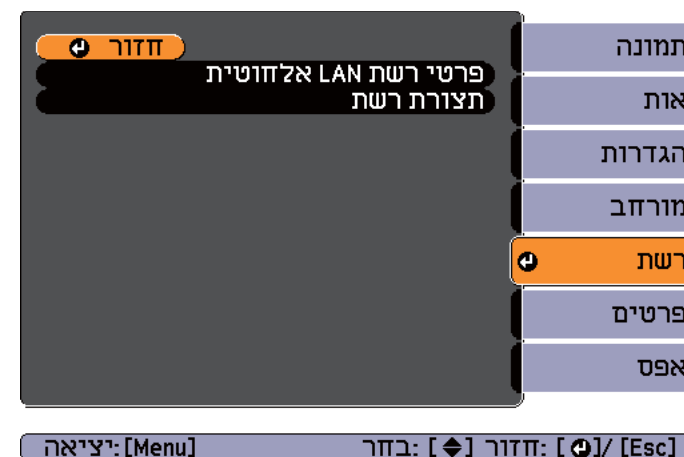 תמונה
אות
הגדרות
מורחב
רשת
פרטים
אפס
חזור
פרטי רשת LAN אלחוטית
תצורת רשת
[Esc] /[ ]: חזור [ ]: בחר [Menu]: יציאה